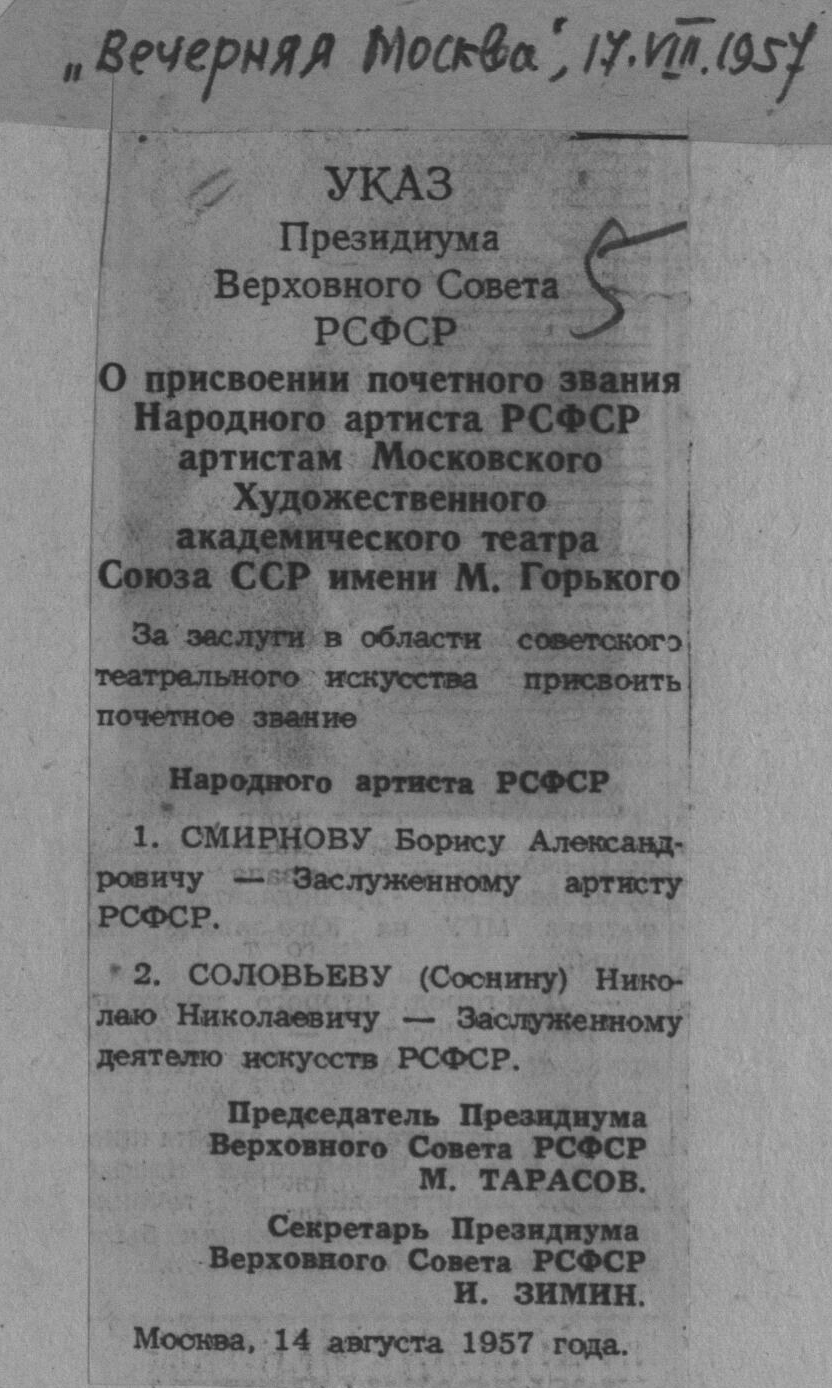 „Вечерняя Москва", 17.VIII.1957
УКАЗ
Президиума
Верховного Совета
РСФСР
О присвоении почетного звания
Народного артиста РСФСР
артистам Московского
Художественного
академического театра
Союза ССР имени М. Горького
За заслуги в области советского
театрального искусства присвоить
почетное звание
Народного артиста РСФСР
1. СМИРНОВУ Борису Александ-
ровичу — Заслуженному артисту
РСФСР.
2. СОЛОВЬЕВУ (Соснину) Нико-
лаю Николаевичу — Заслуженному
деятелю искусств РСФСР.
Председатель Президиума
Верховного Совета РСФСР
М. ТАРАСОВ.
Секретарь Президиума
Верховного Совета РСФСР
И. ЗИМИН.
Москва, 14 августа 1957 года.